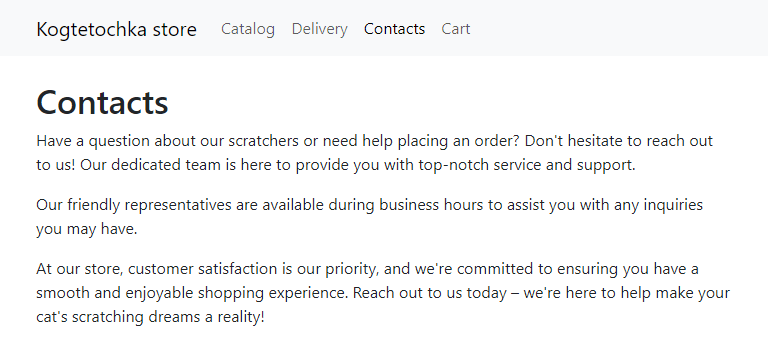 Kogtetochka store Catalog Delivery Contacts Cart
Contacts
Have a question about our scratchers or need help placing an order? Don't hesitate to reach out
to us! Our dedicated team is here to provide you with top-notch service and support.
Our friendly representatives are available during business hours to assist you with any inquiries
you may have.
At our store, customer satisfaction is our priority, and we're committed to ensuring you have a
smooth and enjoyable shopping experience. Reach out to us today – we're here to help make your
cat's scratching dreams a reality!